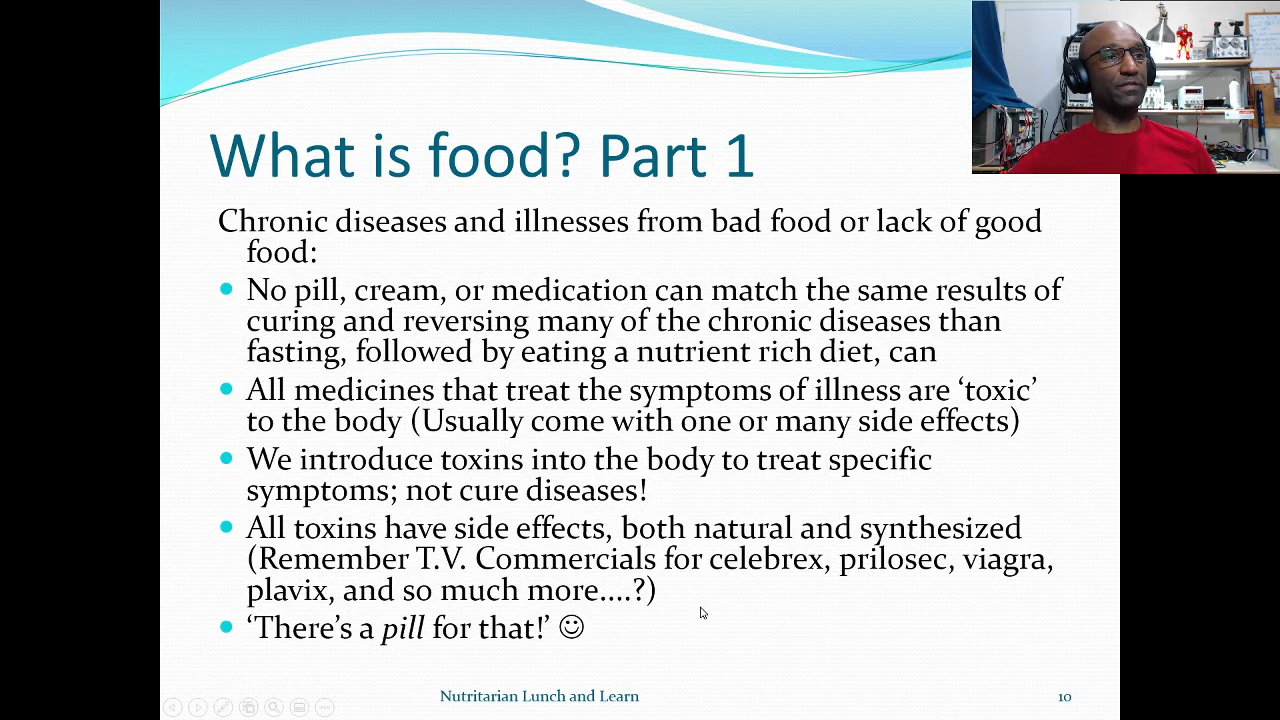 What is food? Part 1
Chronic diseases and illnesses from bad food or lack of good
food:
• No pill, cream, or medication can match the same results of
curing and reversing many of the chronic diseases than
fasting, followed by eating a nutrient rich diet, can
• All medicines that treat the symptoms of illness are ‘toxic’
to the body (Usually come with one or many side effects)
• We introduce toxins into the body to treat specific
symptoms; not cure diseases!
• All toxins have side effects, both natural and synthesized
(Remember T.V. Commercials for celebrex, prilosec, viagra,
plavix, and so much more....?)
• ‘There’s a pill for that!’ ☺
Nutritarian Lunch and Learn
10